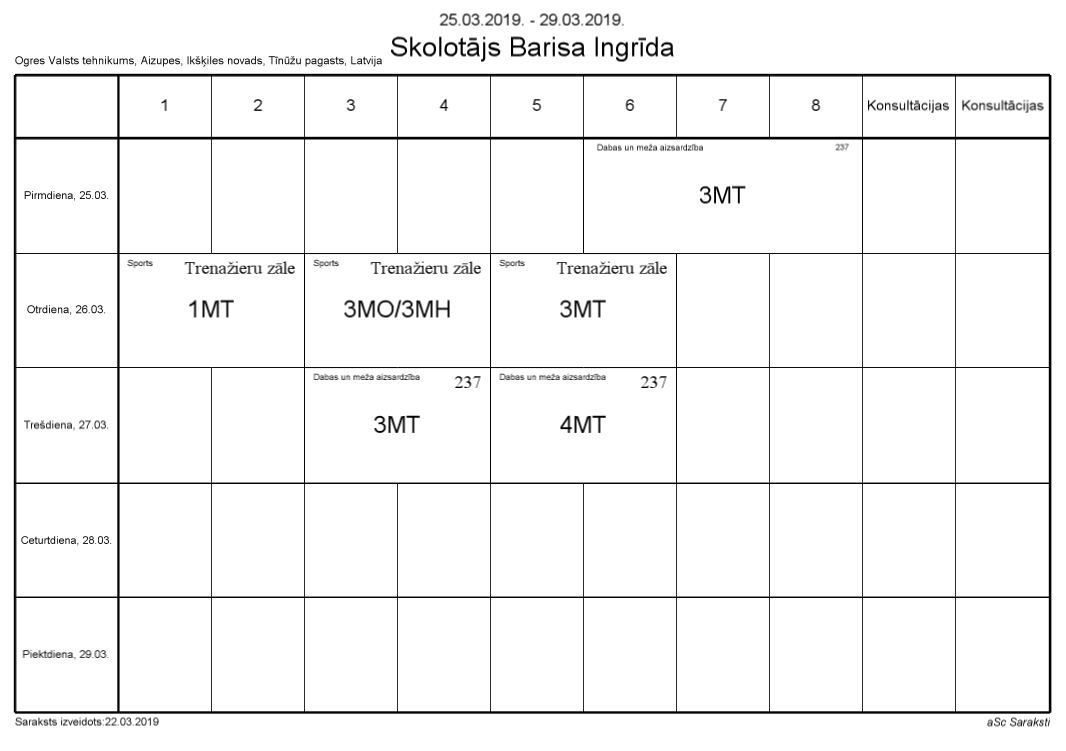 25.03.2019. - 29.03.2019.
Skolotājs Barisa Ingrīda
Ogres Valsts tehnikums, Aizupes, Ikšķiles novads, Tīnūžu pagasts, Latvija
1 2 3 4 5 6 7 8 Konsultācijas Konsultācijas
Dabas un meža aizsardzība 237
Pirmdiena, 25.03. 3MT
Sports Trenažieru zāle Sports Trenažieru zāle Sports Trenažieru zāle
Otrdiena, 26.03. 1MT 3MO/3MH 3MT
Dabas un meža aizsardzība 237 Dabas un meža aizsardzība 237
Trešdiena, 27.03. 3MT 4MT
Ceturtdiena, 28.03.
Piektdiena, 29.03.
Saraksts izveidots:22.03.2019 aSc Saraksti